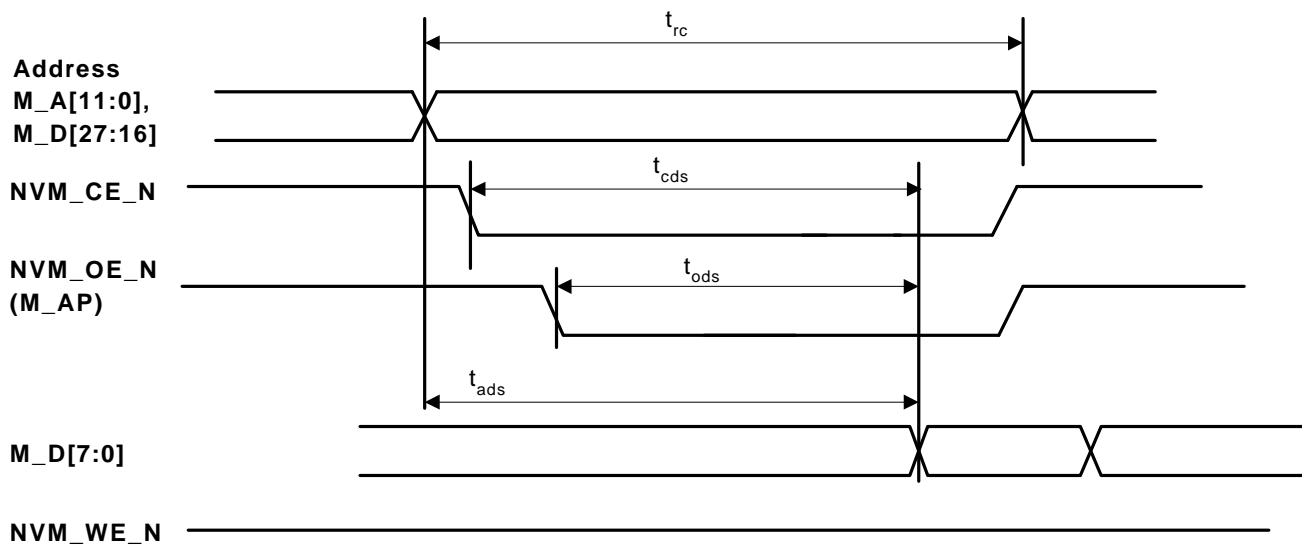 t_rc
Address
M_A[11:0],
M_D[27:16]
t_cds
NVM_CE_N
t_ods
NVM_OE_N
(M_AP)
t_ads
M_D[7:0]
NVM_WE_N